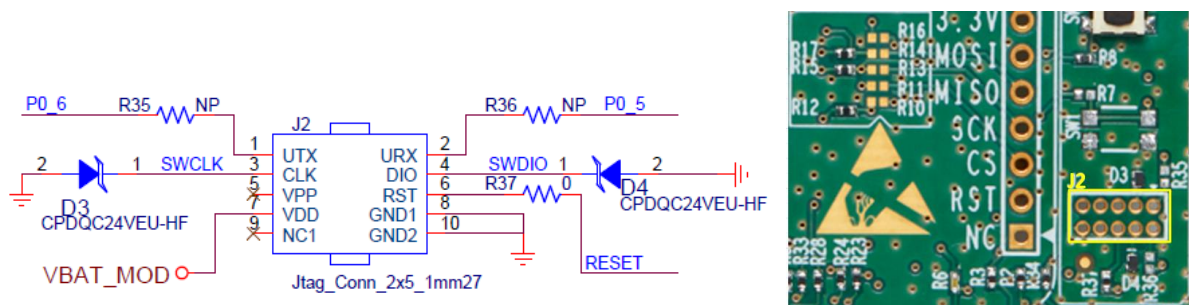 P0_6
R35
NP
R36
NP
P0_5
J2
1
UTX
URX
2
2
1
SWCLK
3
CLK
DIO
4
SWDIO
1
2
5
VPP
RST
6
R37
0
D3
CPDQC24VEU-HF
D4
CPDQC24VEU-HF
7
VDD
GND1
8
9
NC1
GND2
10
VBAT_MOD
Jtag_Conn_2x5_1mm27
RESET
3.3V
R16
R17
R14
MOSI
R13
R8
R11
MISO
R7
R12
R10
SCK
SW1
CS
J2
D3
R35
RST
NC
R33
R28
R24
R23
R6
R3
R2
R34
R37
D4
R36